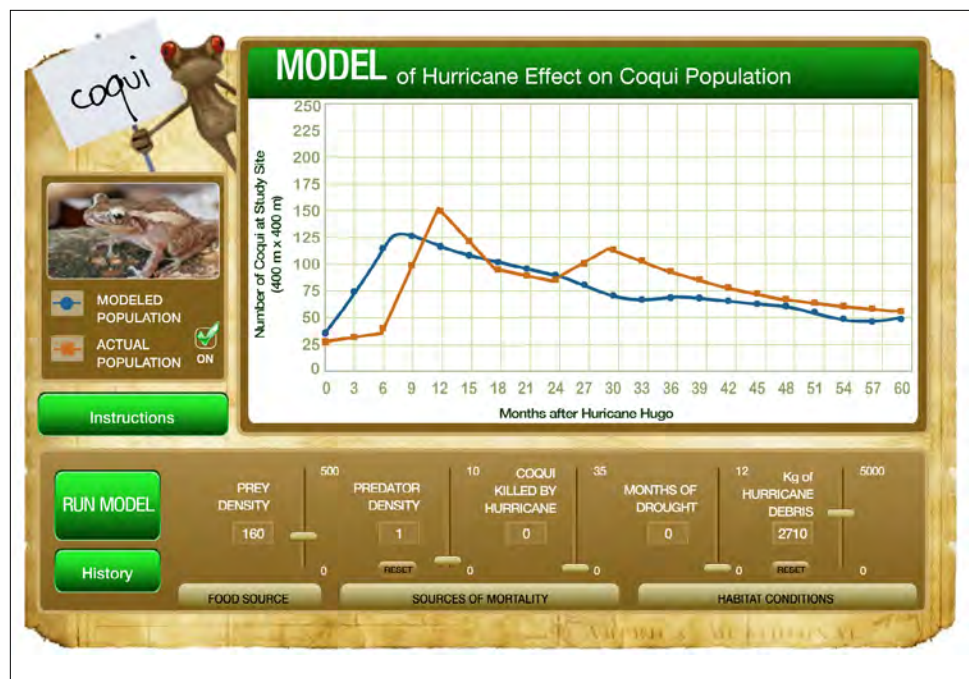 coqui
MODEL of Hurricane Effect on Coqui Population
Number of Coqui at Study Site
(400 m x 400 m)
250
225
200
175
150
125
100
75
50
25
0
0 3 6 9 12 15 18 21 24 27 30 33 36 39 42 45 48 51 54 57 60
Months after Huricane Hugo
MODELED
POPULATION
ACTUAL
POPULATION
ON
Instructions
RUN MODEL
History
PREY
DENSITY
160
500
0
FOOD SOURCE
PREDATOR
DENSITY
1
RESET
10
0
COQUI
KILLED BY
HURRICANE
0
35
0
SOURCES OF MORTALITY
MONTHS OF
DROUGHT
0
12
0
Kg of
HURRICANE
DEBRIS
2710
RESET
5000
0
HABITAT CONDITIONS